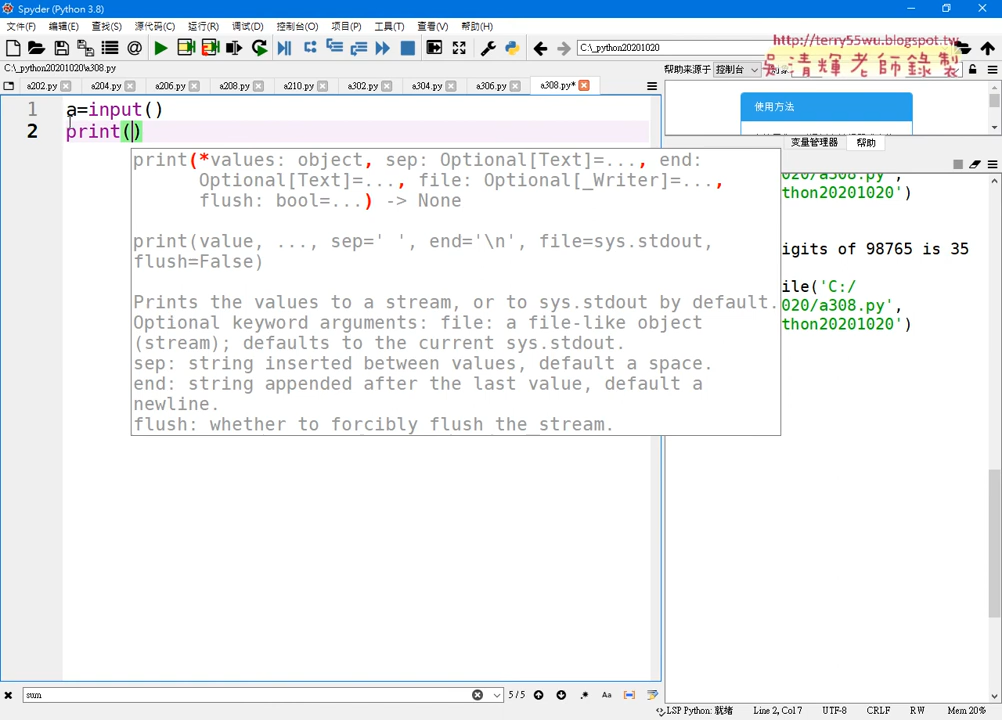 Spyder (Python 3.8)
文件(F) 编辑(E) 查找(S) 源代码(C) 运行(R) 调试(D) 控制台(O) 项目(P) 工具(T) 查看(V) 帮助(H)
C:\_python20201020
http://terry55wu.blogspot.tw
吳清輝老師錄製
C:\_python20201020\a308.py
帮助来源于 控制台
a202.py a204.py a206.py a208.py a210.py a302.py a304.py a306.py a308.py*
使用方法
1 a=input()
2 print()
变量管理器 帮助
print(*values: object, sep: Optional[Text]=..., end:
Optional[Text]=..., file: Optional[_Writer]=...,
flush: bool=...) -> None
print(value, ..., sep=' ', end='\n', file=sys.stdout,
flush=False)
Prints the values to a stream, or to sys.stdout by default.
Optional keyword arguments: file: a file-like object
(stream); defaults to the current sys.stdout.
sep: string inserted between values, default a space.
end: string appended after the last value, default a
newline.
flush: whether to forcibly flush the stream.
020/a308.py',
thon20201020')
igits of 98765 is 35
ile('C:/
020/a308.py',
thon20201020')
sum 5/5 Aa
LSP Python: 就绪 Line 2, Col 7 UTF-8 CRLF RW Mem 20%